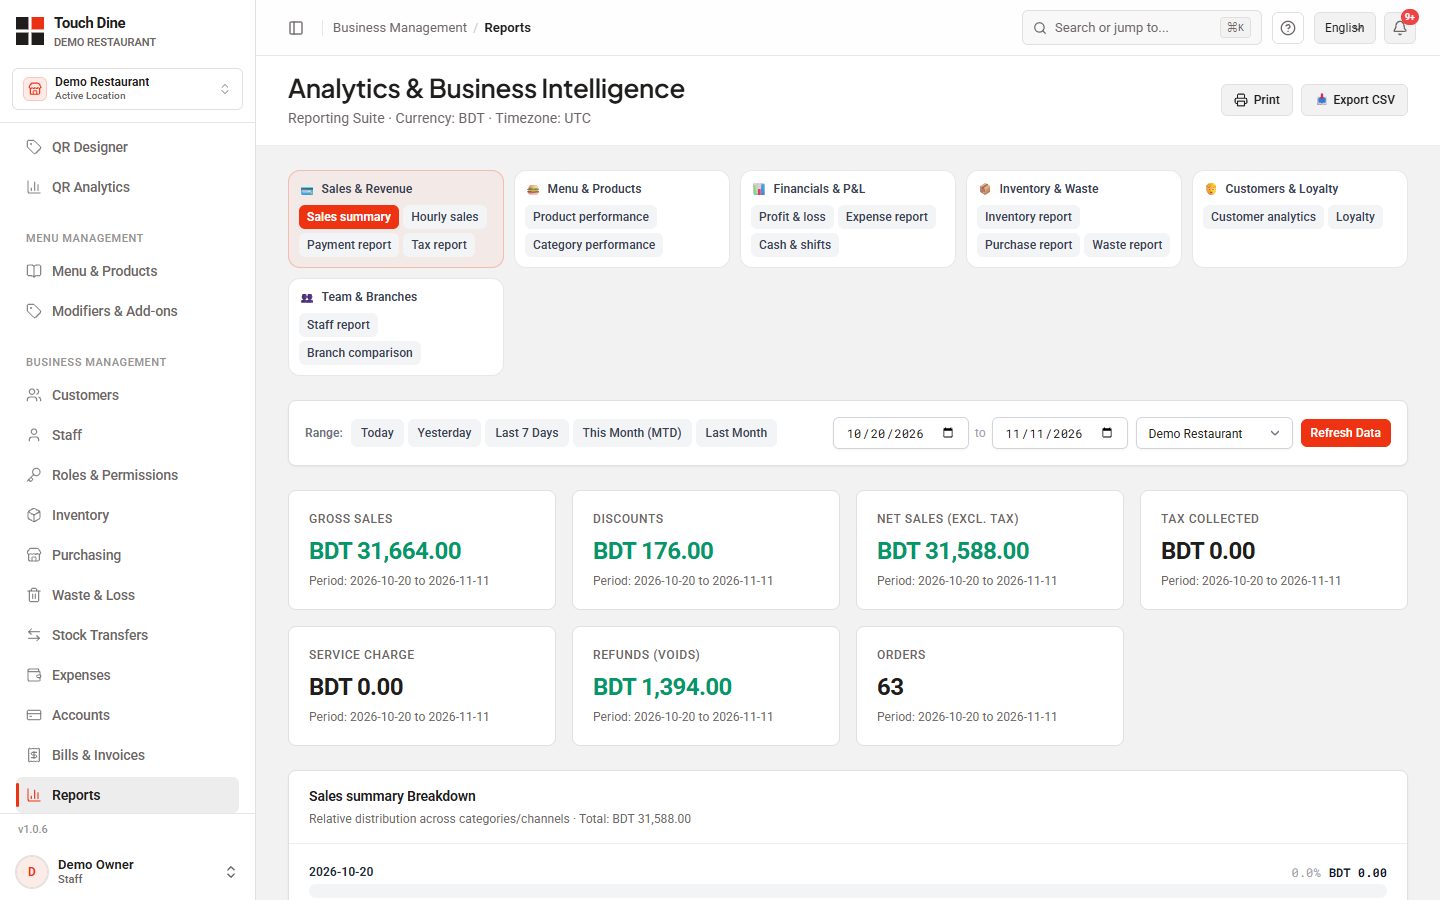 Touch Dine
DEMO RESTAURANT
Demo Restaurant
Active Location
QR Designer
QR Analytics
MENU MANAGEMENT
Menu & Products
Modifiers & Add-ons
BUSINESS MANAGEMENT
Customers
Staff
Roles & Permissions
Inventory
Purchasing
Waste & Loss
Stock Transfers
Expenses
Accounts
Bills & Invoices
Reports
v1.0.6
D
Demo Owner
Staff
Business Management / Reports
Search or jump to... ⌘K
English
9+
Analytics & Business Intelligence
Reporting Suite · Currency: BDT · Timezone: UTC
Print
Export CSV
Sales & Revenue
Sales summary Hourly sales
Payment report Tax report
Menu & Products
Product performance
Category performance
Financials & P&L
Profit & loss Expense report
Cash & shifts
Inventory & Waste
Inventory report
Purchase report Waste report
Customers & Loyalty
Customer analytics Loyalty
Team & Branches
Staff report
Branch comparison
Range: Today Yesterday Last 7 Days This Month (MTD) Last Month
10/20/2026 to 11/11/2026 Demo Restaurant Refresh Data
GROSS SALES
BDT 31,664.00
Period: 2026-10-20 to 2026-11-11
DISCOUNTS
BDT 176.00
Period: 2026-10-20 to 2026-11-11
NET SALES (EXCL. TAX)
BDT 31,588.00
Period: 2026-10-20 to 2026-11-11
TAX COLLECTED
BDT 0.00
Period: 2026-10-20 to 2026-11-11
SERVICE CHARGE
BDT 0.00
Period: 2026-10-20 to 2026-11-11
REFUNDS (VOIDS)
BDT 1,394.00
Period: 2026-10-20 to 2026-11-11
ORDERS
63
Period: 2026-10-20 to 2026-11-11
Sales summary Breakdown
Relative distribution across categories/channels · Total: BDT 31,588.00
2026-10-20 0.0% BDT 0.00